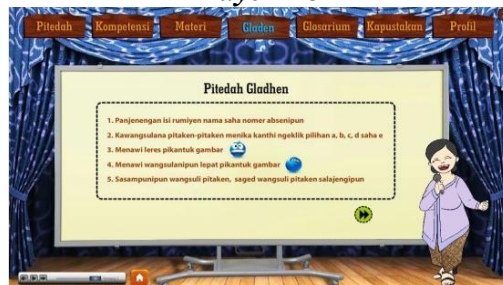 Pitedah Kompetensi Materi Gladen Glosarium Kapustakan Profil
Pitedah Gladhen
1. Panjenengan isi rumiyen nama saha nomer absenipun
2. Kawangsulana pitaken-pitaken menika kanthi ngeklik pilihan a, b, c, d saha e
3. Menawi leres pikantuk gambar
4. Menawi wangsulanipun lepat pikantuk gambar
5. Sasampunipun wangsuli pitaken, saged wangsuli pitaken salajengipun